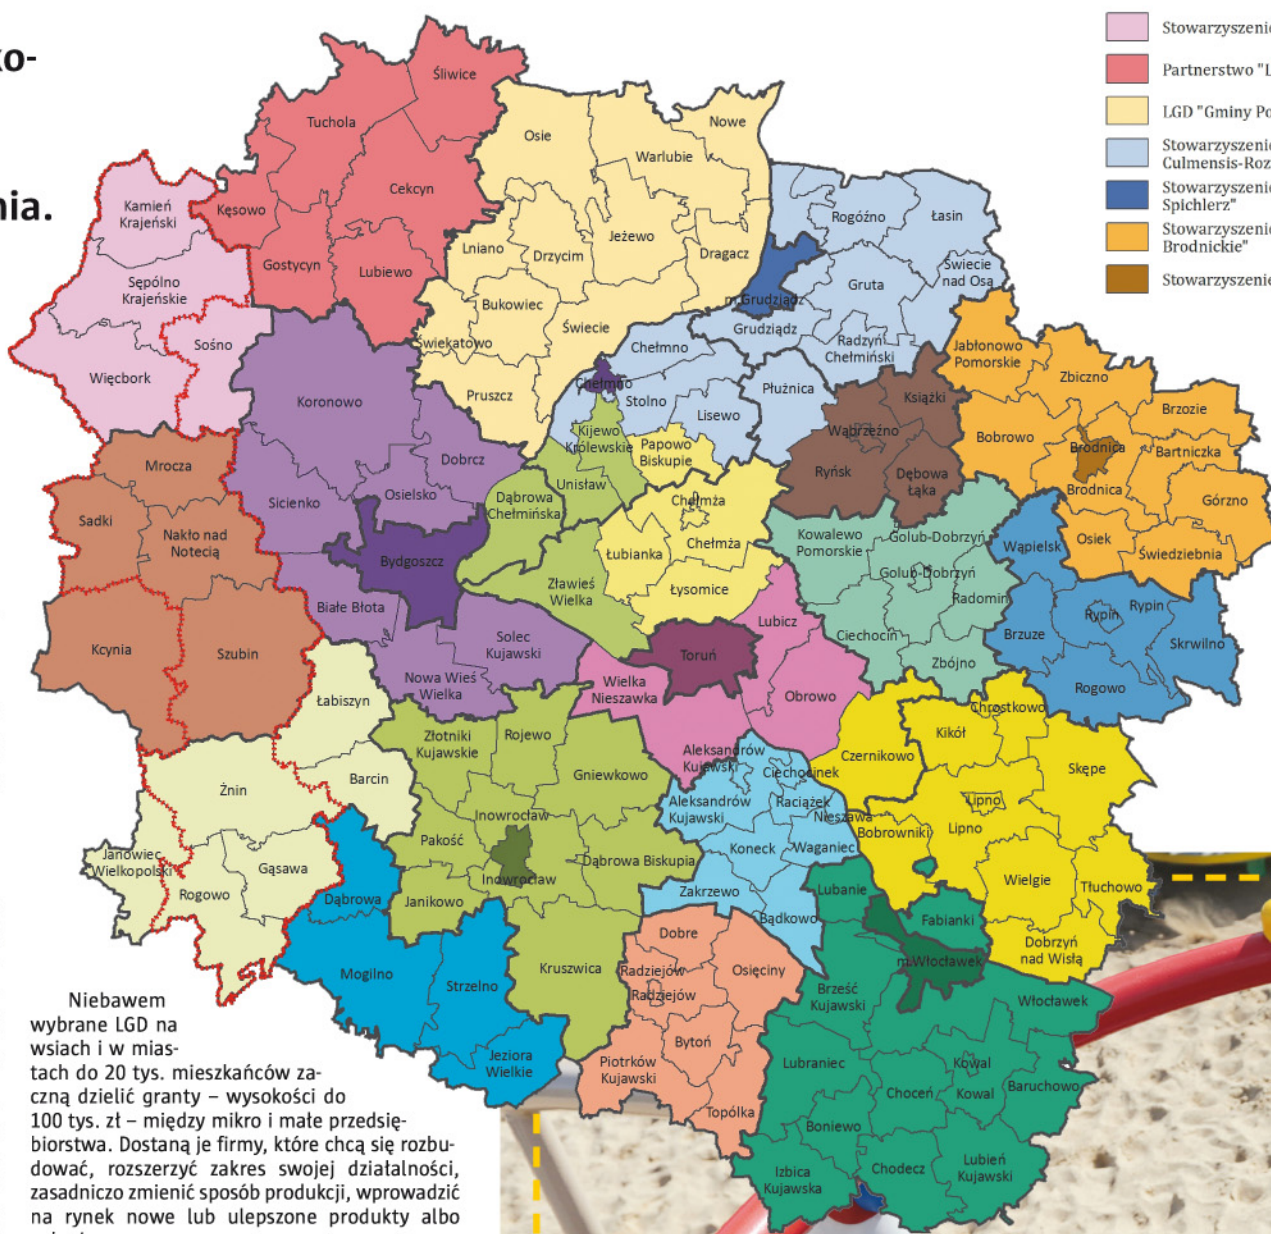 ko-
nia.
Stowarzyszenie
Partnerstwo "L
LGD "Gminy Po
Stowarzyszenie
Culmensis-Roz
Stowarzyszenie
Spichlerz"
Stowarzyszenie
Brodnickie"
Stowarzyszenie
Śliwice
Tuchola
Cekcyn
Kęsowo
Gostycyn
Lubiewo
Osie
Nowe
Warlubie
Lniano
Drzycim
Jeżewo
Dragacz
Bukowiec
Świecie
Świekatowo
Pruszcz
Kamień
Krajeński
Sępólno
Krajeńskie
Sośno
Więcbork
Rogóźno
Łasin
Świecie
nad Osą
Gruta
m.Grudziądz
Grudziądz
Radzyń
Chełmiński
Chełmno
Chełmno
Stolno
Lisewo
Płużnica
Jabłonowo
Pomorskie
Zbiczno
Brzozie
Bobrowo
Brodnica
Bartniczka
Brodnica
Górzno
Osiek
Świedziebnia
Książki
Wąbrzeźno
Ryńsk
Dębowa
Łąka
Koronowo
Dobrcz
Sicienko
Osielsko
Bydgoszcz
Białe Błota
Solec
Kujawski
Nowa Wieś
Wielka
Mrocza
Sadki
Nakło nad
Notecią
Kcynia
Szubin
Kijewo
Królewskie
Unisław
Dąbrowa
Chełmińska
Zławieś
Wielka
Papowo
Biskupie
Chełmża
Chełmża
Łubianka
Łysomice
Kowalewo
Pomorskie
Golub-Dobrzyń
Golub-Dobrzyń
Radomin
Ciechocin
Zbójno
Wąpielsk
Rypin
Rypin
Brzuze
Skrwilno
Rogowo
Toruń
Lubicz
Wielka
Nieszawka
Obrowo
Łabiszyn
Barcin
Żnin
Janowiec
Wielkopolski
Rogowo
Gąsawa
Złotniki
Kujawskie
Rojewo
Gniewkowo
Inowrocław
Pakość
Dąbrowa Biskupia
Inowrocław
Janikowo
Kruszwica
Dąbrowa
Mogilno
Strzelno
Jeziora
Wielkie
Aleksandrów
Kujawski
Ciechocinek
Aleksandrów
Kujawski
Raciążek
Nieszawa
Koneck
Waganiec
Zakrzewo
Bądkowo
Czernikowo
Kikół
Chrostkowo
Skępe
Lipno
Lipno
Bobrowniki
Wielgie
Tłuchowo
Dobrzyń
nad Wisłą
Dobre
Radziejów
Radziejów
Osięciny
Bytoń
Piotrków
Kujawski
Topólka
Lubanie
Fabianki
m.Włocławek
Brześć
Kujawski
Włocławek
Lubraniec
Kowal
Kowal
Choceń
Baruchowo
Boniewo
Izbica
Kujawska
Chodecz
Lubień
Kujawski
Niebawem
wybrane LGD na
wsiach i w mias-
tach do 20 tys. mieszkańców za-
czną dzielić granty – wysokości do
100 tys. zł – między mikro i małe przedsię-
biorstwa. Dostaną je firmy, które chcą się rozbu-
dować, rozszerzyć zakres swojej działalności,
zasadniczo zmienić sposób produkcji, wprowadzić
na rynek nowe lub ulepszone produkty albo